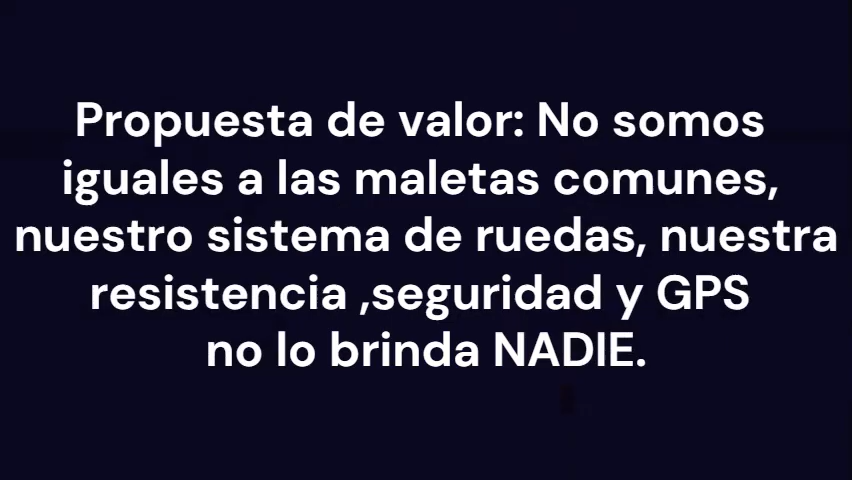 Propuesta de valor: No somos
iguales a las maletas comunes,
nuestro sistema de ruedas, nuestra
resistencia ,seguridad y GPS
no lo brinda NADIE.